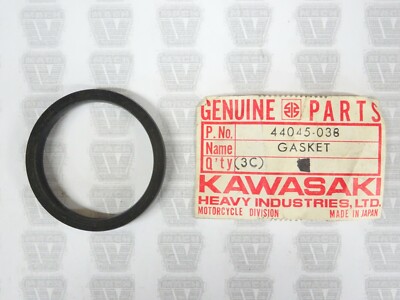 GENUINE PARTS
P. No. 44045-038
Name GASKET
Q'ty (3C)
KAWASAKI
HEAVY INDUSTRIES, LTD.
MOTORCYCLE DIVISION MADE IN JAPAN